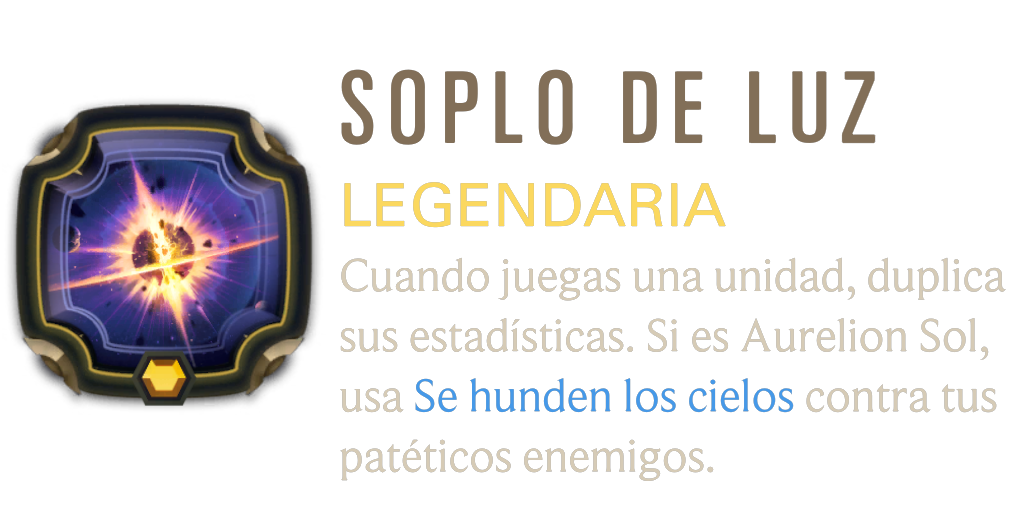 SOPLO DE LUZ
LEGENDARIA
Cuando juegas una unidad, duplica
sus estadísticas. Si es Aurelion Sol,
usa Se hunden los cielos contra tus
patéticos enemigos.